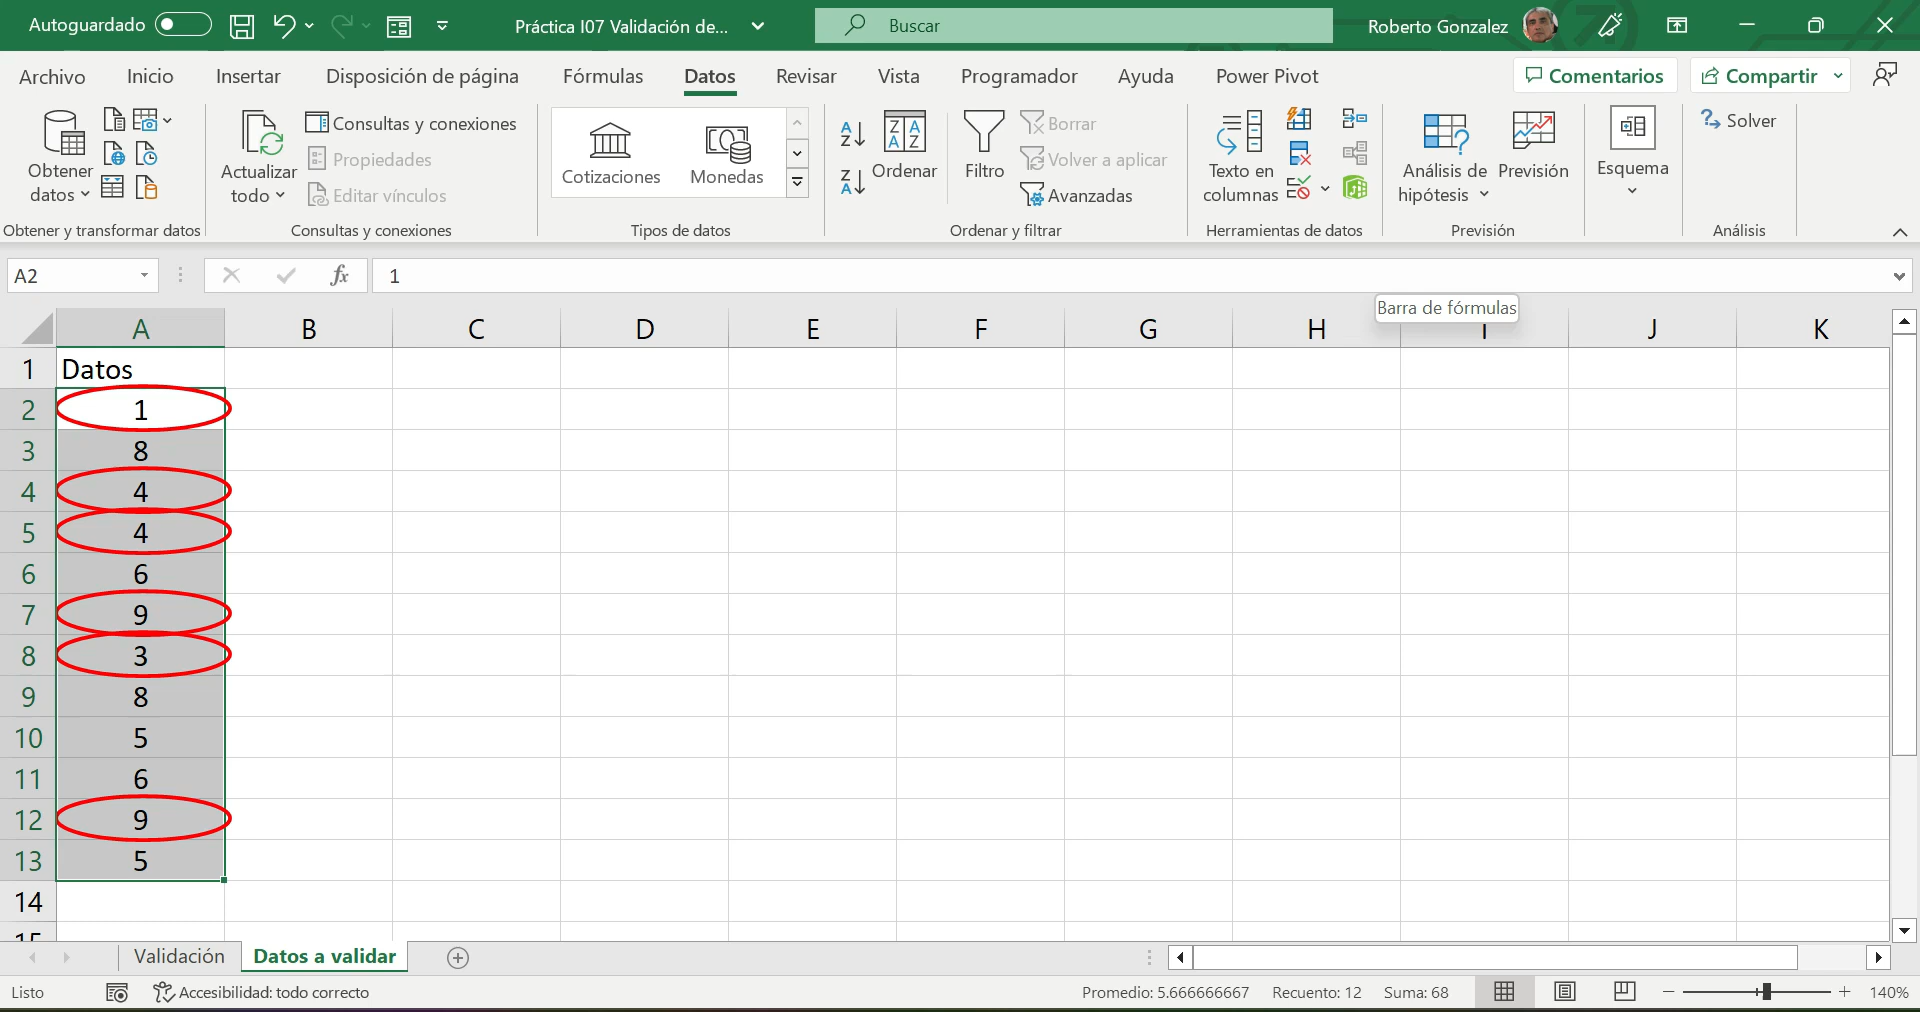 Autoguardado
Práctica I07 Validación de...
Buscar
Roberto Gonzalez
Archivo
Inicio
Insertar
Disposición de página
Fórmulas
Datos
Revisar
Vista
Programador
Ayuda
Power Pivot
Comentarios
Compartir
Obtener
datos
Obtener y transformar datos
Actualizar
todo
Consultas y conexiones
Propiedades
Editar vínculos
Consultas y conexiones
Cotizaciones
Monedas
Tipos de datos
Ordenar
Filtro
Borrar
Volver a aplicar
Avanzadas
Ordenar y filtrar
Texto en
columnas
Herramientas de datos
Análisis de
hipótesis
Previsión
Previsión
Esquema
Solver
Análisis
A2
fx
1
Barra de fórmulas
A B C D E F G H I J K
1 Datos
2 1
3 8
4 4
5 4
6 6
7 9
8 3
9 8
10 5
11 6
12 9
13 5
14
15
Validación
Datos a validar
Listo
Accesibilidad: todo correcto
Promedio: 5.666666667
Recuento: 12
Suma: 68
140%